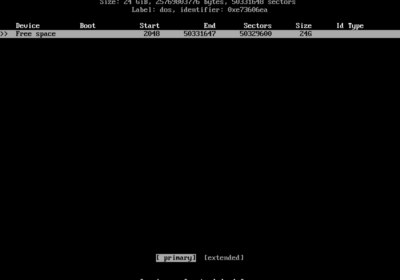 Size: 24 GiB, 25769803776 bytes, 50331648 sectors
Label: dos, identifier: 0xe73606ea
Device Boot Start End Sectors Size Id Type
>> Free space 2048 50331647 50329600 24G
[ primary] [extended]